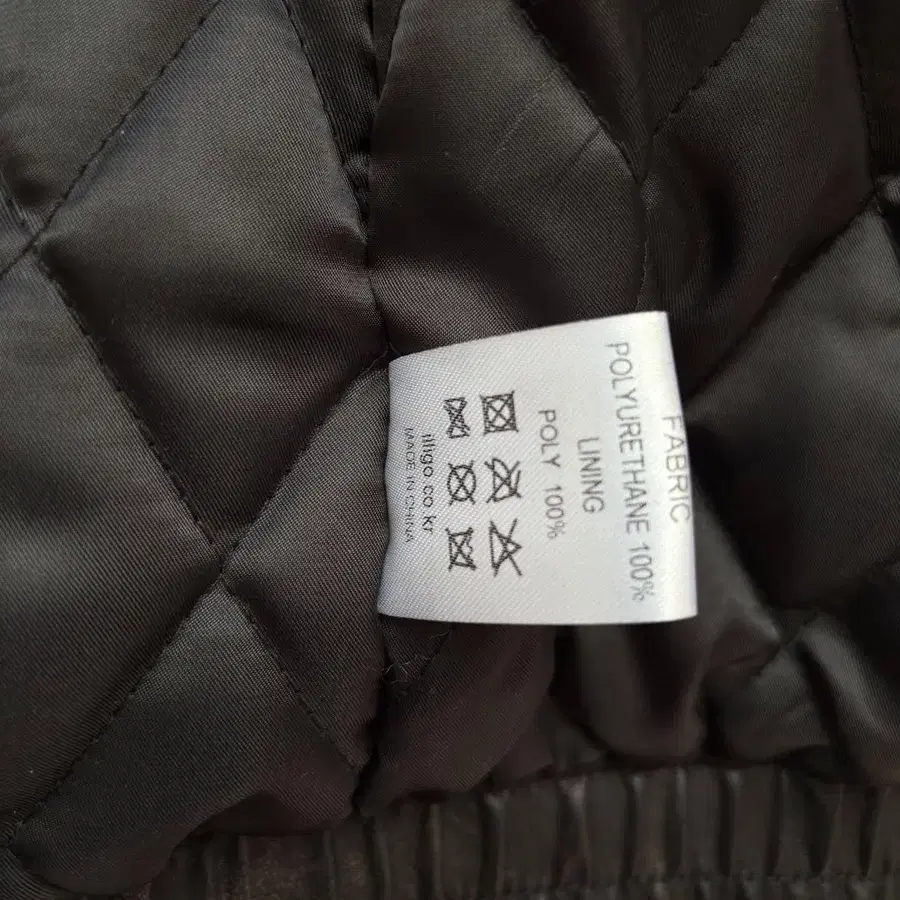 FABRIC
POLYURETHANE 100%
LINING
POLY 100%
illigo.co.kr
MADE IN CHINA